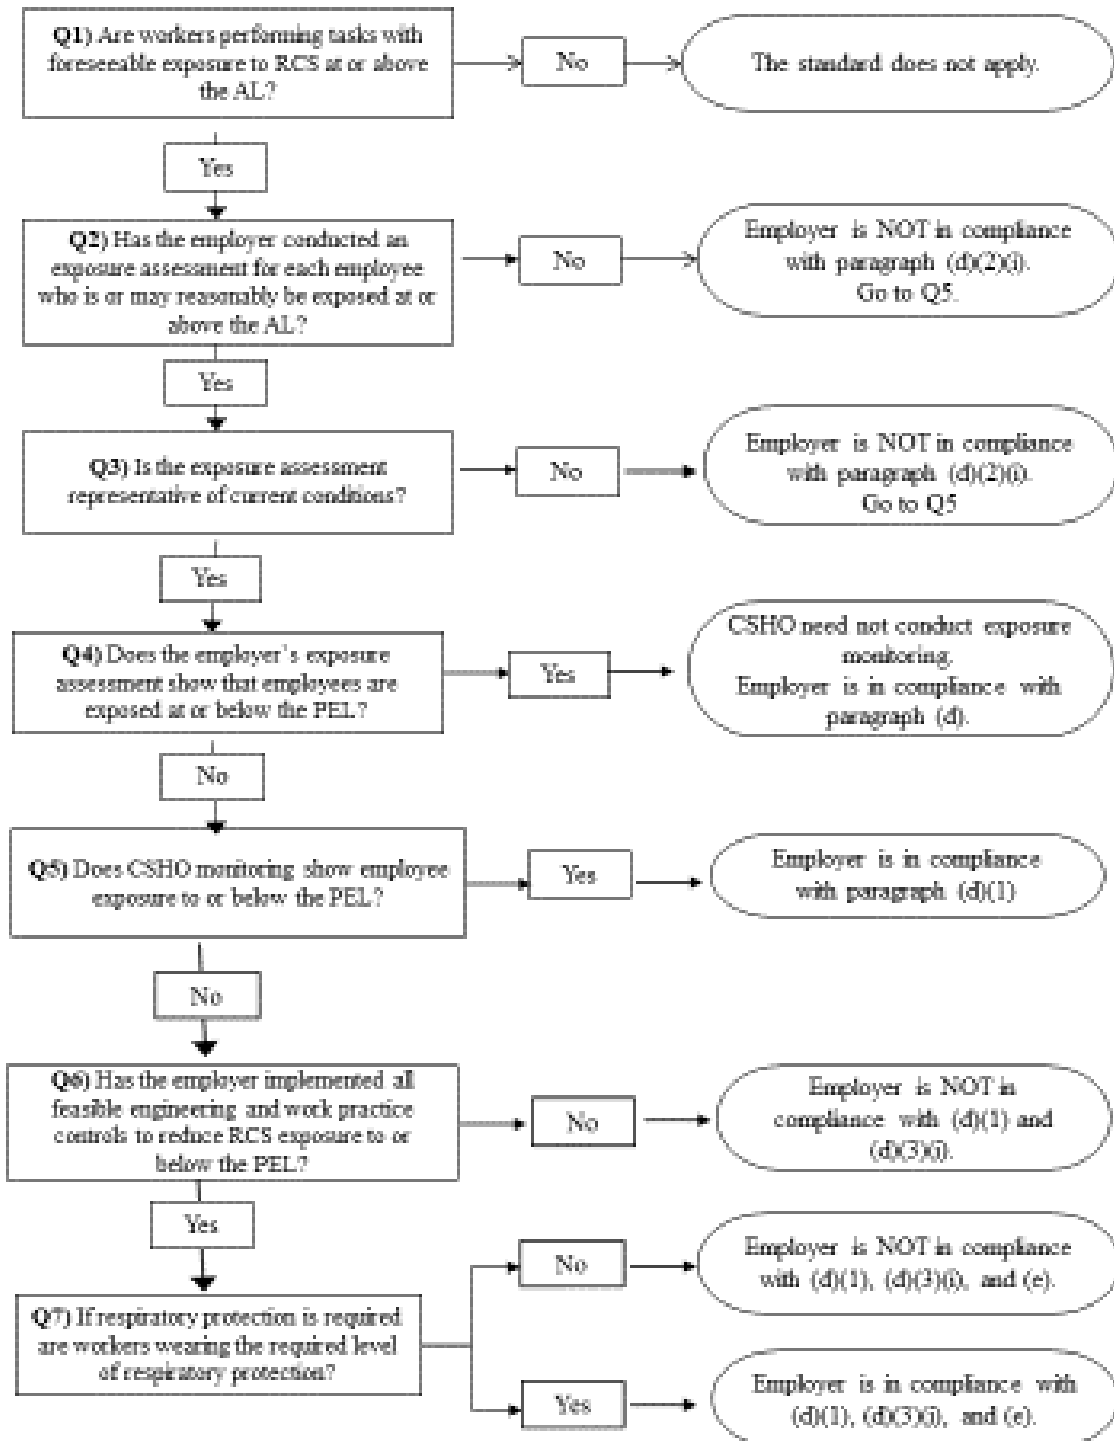 Q1) Are workers performing tasks with
foreseeable exposure to RCS at or above
the AL?
No
The standard does not apply.
Yes
Q2) Has the employer conducted an
exposure assessment for each employee
who is or may reasonably be exposed at or
above the AL?
No
Employer is NOT in compliance
with paragraph (d)(2)(i).
Go to Q5.
Yes
Q3) Is the exposure assessment
representative of current conditions?
No
Employer is NOT in compliance
with paragraph (d)(2)(i).
Go to Q5
Yes
Q4) Does the employer's exposure
assessment show that employees are
exposed at or below the PEL?
Yes
CSHO need not conduct exposure
monitoring.
Employer is in compliance with
paragraph (d).
No
Q5) Does CSHO monitoring show employee
exposure to or below the PEL?
Yes
Employer is in compliance
with paragraph (d)(1)
No
Q6) Has the employer implemented all
feasible engineering and work practice
controls to reduce RCS exposure to or
below the PEL?
No
Employer is NOT in
compliance with (d)(1) and
(d)(3)(i).
Yes
Q7) If respiratory protection is required
are workers wearing the required level
of respiratory protection?
No
Employer is NOT in compliance
with (d)(1), (d)(3)(i), and (e).
Yes
Employer is in compliance with
(d)(1), (d)(3)(i), and (e).